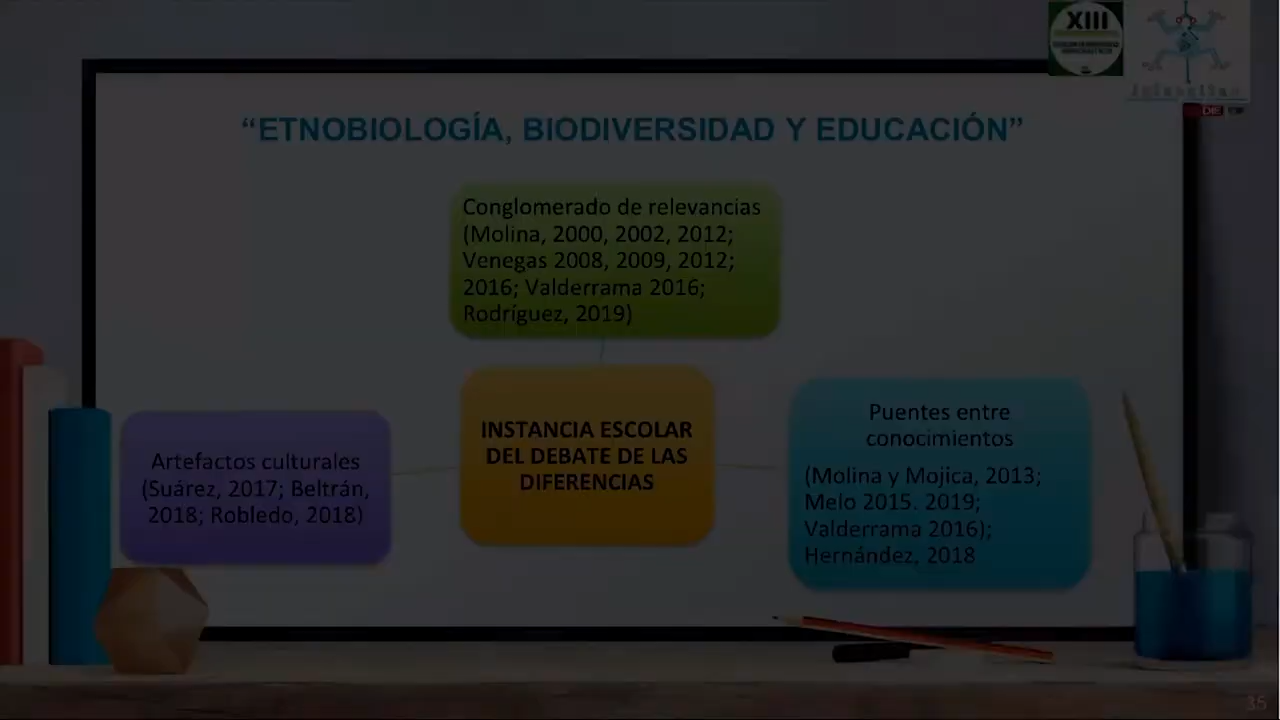 XIII
DIE
“ETNOBIOLOGÍA, BIODIVERSIDAD Y EDUCACIÓN”
Conglomerado de relevancias
(Molina, 2000, 2002, 2012;
Venegas 2008, 2009, 2012;
2016; Valderrama 2016;
Rodríguez, 2019)
INSTANCIA ESCOLAR
DEL DEBATE DE LAS
DIFERENCIAS
Artefactos culturales
(Suárez, 2017; Beltrán,
2018; Robledo, 2018)
Puentes entre
conocimientos
(Molina y Mojica, 2013;
Melo 2015. 2019;
Valderrama 2016);
Hernández, 2018
35